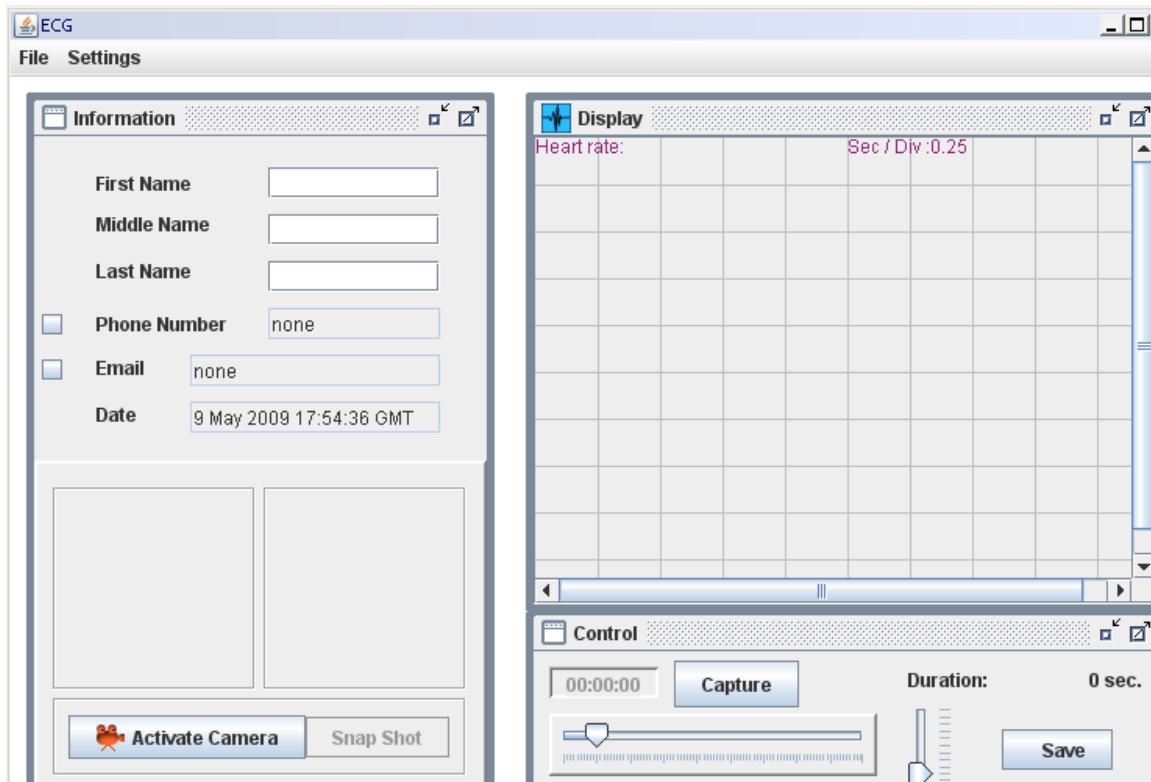 ECG
File Settings
Information
First Name
Middle Name
Last Name
Phone Number none
Email none
Date 9 May 2009 17:54:36 GMT
Activate Camera Snap Shot
Display
Heart rate: Sec / Div :0.25
Control
00:00:00 Capture Duration: 0 sec.
Save